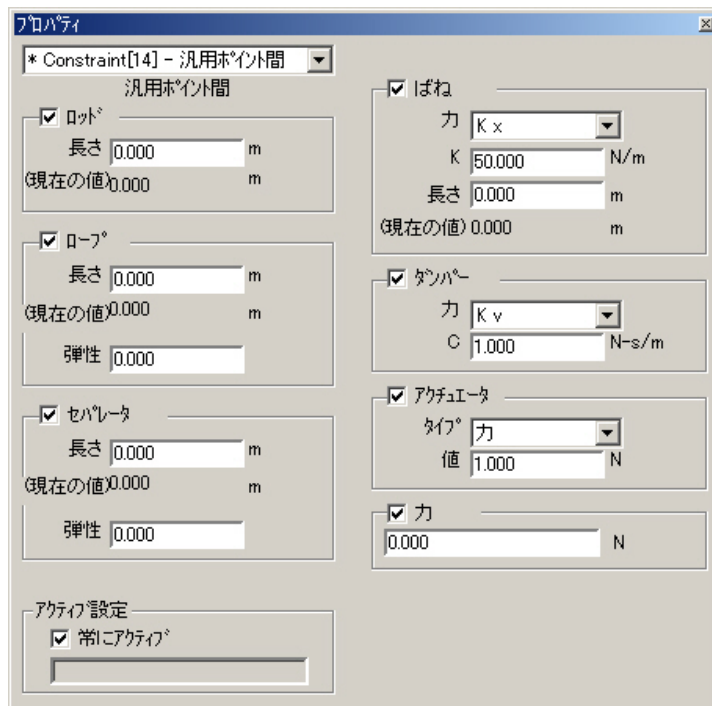 プロパティ
* Constraint[14] - 汎用ポイント間
汎用ポイント間
ロッド
長さ 0.000 m
(現在の値)0.000 m
ロープ
長さ 0.000 m
(現在の値)0.000 m
弾性 0.000
セパレータ
長さ 0.000 m
(現在の値)0.000 m
弾性 0.000
アクティブ設定
常にアクティブ
ばね
力 K x
K 50.000 N/m
長さ 0.000 m
(現在の値) 0.000 m
ダンパー
力 K v
C 1.000 N-s/m
アクチュエータ
タイプ 力
値 1.000 N
力
0.000 N